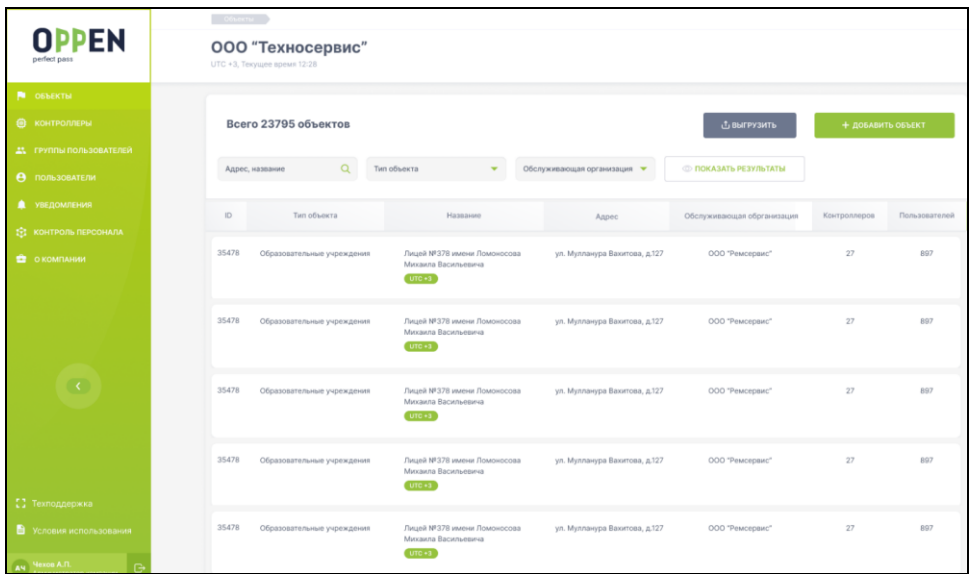 OPPEN
perfect pass
ОБЪЕКТЫ
КОНТРОЛЛЕРЫ
ГРУППЫ ПОЛЬЗОВАТЕЛЕЙ
ПОЛЬЗОВАТЕЛИ
УВЕДОМЛЕНИЯ
КОНТРОЛЬ ПЕРСОНАЛА
О КОМПАНИИ
Техподдержка
Условия использования
АЧ Чехов А.П.
Объекты
ООО "Техносервис"
UTC +3, Текущее время 12:28
Всего 23795 объектов
ВЫГРУЗИТЬ
+ ДОБАВИТЬ ОБЪЕКТ
Адрес, название
Тип объекта
Обслуживающая организация
ПОКАЗАТЬ РЕЗУЛЬТАТЫ
ID Тип объекта Название Адрес Обслуживающая обрганизация Контроллеров Пользователей
35478 Образовательные учреждения Лицей №378 имени Ломоносова ул. Мулланура Вахитова, д.127 ООО "Ремсервис" 27 897
Михаила Васильевича
UTC +3
35478 Образовательные учреждения Лицей №378 имени Ломоносова ул. Мулланура Вахитова, д.127 ООО "Ремсервис" 27 897
Михаила Васильевича
UTC +3
35478 Образовательные учреждения Лицей №378 имени Ломоносова ул. Мулланура Вахитова, д.127 ООО "Ремсервис" 27 897
Михаила Васильевича
UTC +3
35478 Образовательные учреждения Лицей №378 имени Ломоносова ул. Мулланура Вахитова, д.127 ООО "Ремсервис" 27 897
Михаила Васильевича
UTC +3
35478 Образовательные учреждения Лицей №378 имени Ломоносова ул. Мулланура Вахитова, д.127 ООО "Ремсервис" 27 897
Михаила Васильевича
UTC +3